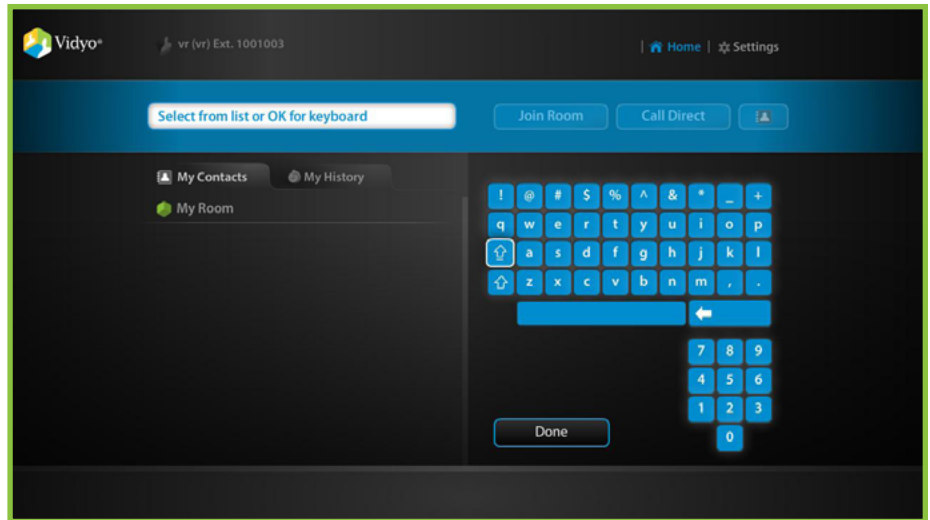 Vidyo® vr (vr) Ext. 1001003 | Home | Settings
Select from list or OK for keyboard Join Room Call Direct
My Contacts My History
My Room
! @ # $ % ^ & * _ +
q w e r t y u i o p
a s d f g h j k l
z x c v b n m , .
7 8 9
4 5 6
1 2 3
Done
0